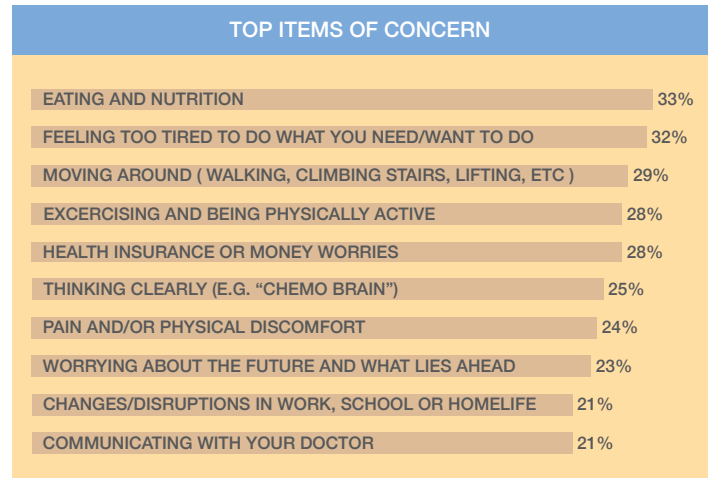 TOP ITEMS OF CONCERN
EATING AND NUTRITION 33%
FEELING TOO TIRED TO DO WHAT YOU NEED/WANT TO DO 32%
MOVING AROUND ( WALKING, CLIMBING STAIRS, LIFTING, ETC ) 29%
EXCERCISING AND BEING PHYSICALLY ACTIVE 28%
HEALTH INSURANCE OR MONEY WORRIES 28%
THINKING CLEARLY (E.G. “CHEMO BRAIN”) 25%
PAIN AND/OR PHYSICAL DISCOMFORT 24%
WORRYING ABOUT THE FUTURE AND WHAT LIES AHEAD 23%
CHANGES/DISRUPTIONS IN WORK, SCHOOL OR HOMELIFE 21%
COMMUNICATING WITH YOUR DOCTOR 21%